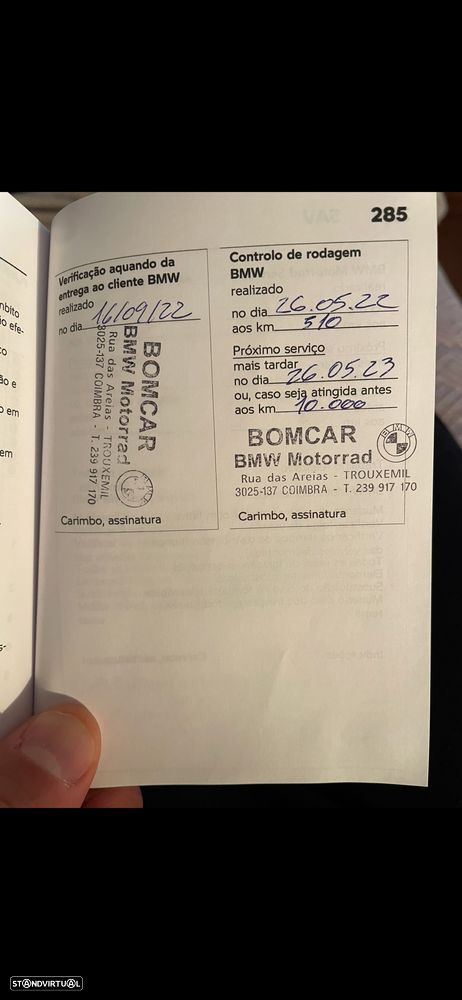 285
Verificação aquando da
entrega ao cliente BMW
realizado
no dia 16/09/22
BOMCAR
BMW Motorrad
Rua das Areias - TROUXEMIL
3025-137 COIMBRA - T. 239 917 170
Carimbo, assinatura
Controlo de rodagem
BMW
realizado
no dia 26.05.22
aos km 510
Próximo serviço
mais tardar
no dia 26.05.23
ou, caso seja atingida antes
aos km 10.000
BOMCAR
BMW Motorrad
Rua das Areias - TROUXEMIL
3025-137 COIMBRA - T. 239 917 170
BMW
Carimbo, assinatura
STANDVIRTUAL